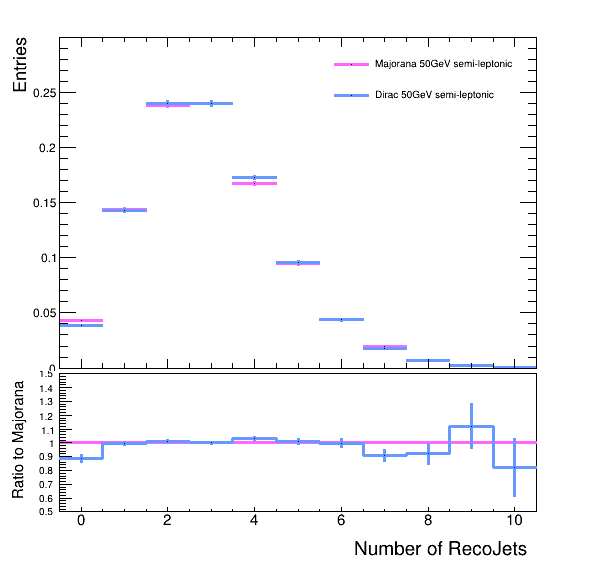 Entries
Majorana 50GeV semi-leptonic
Dirac 50GeV semi-leptonic
0.25
0.2
0.15
0.1
0.05
0
Ratio to Majorana
1.5
1.4
1.3
1.2
1.1
1
0.9
0.8
0.7
0.6
0.5
0 2 4 6 8 10
Number of RecoJets